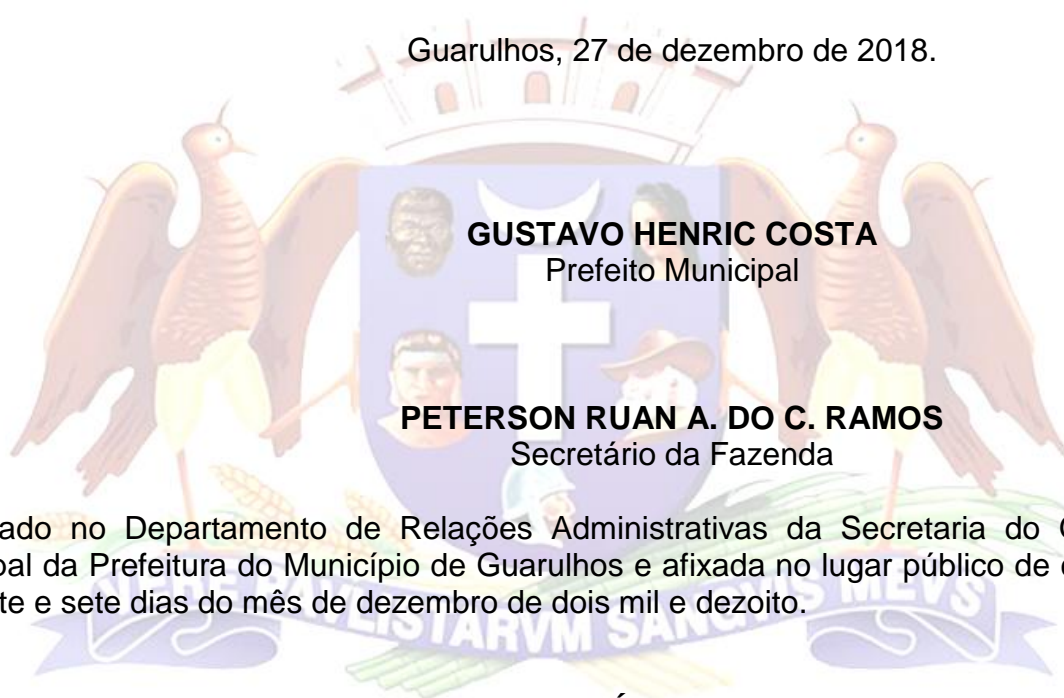 Guarulhos, 27 de dezembro de 2018.
GUSTAVO HENRIC COSTA
Prefeito Municipal
PETERSON RUAN A. DO C. RAMOS
Secretário da Fazenda
ado no Departamento de Relações Administrativas da Secretaria do
pal da Prefeitura do Município de Guarulhos e afixada no lugar público de
te e sete dias do mês de dezembro de dois mil e dezoito.